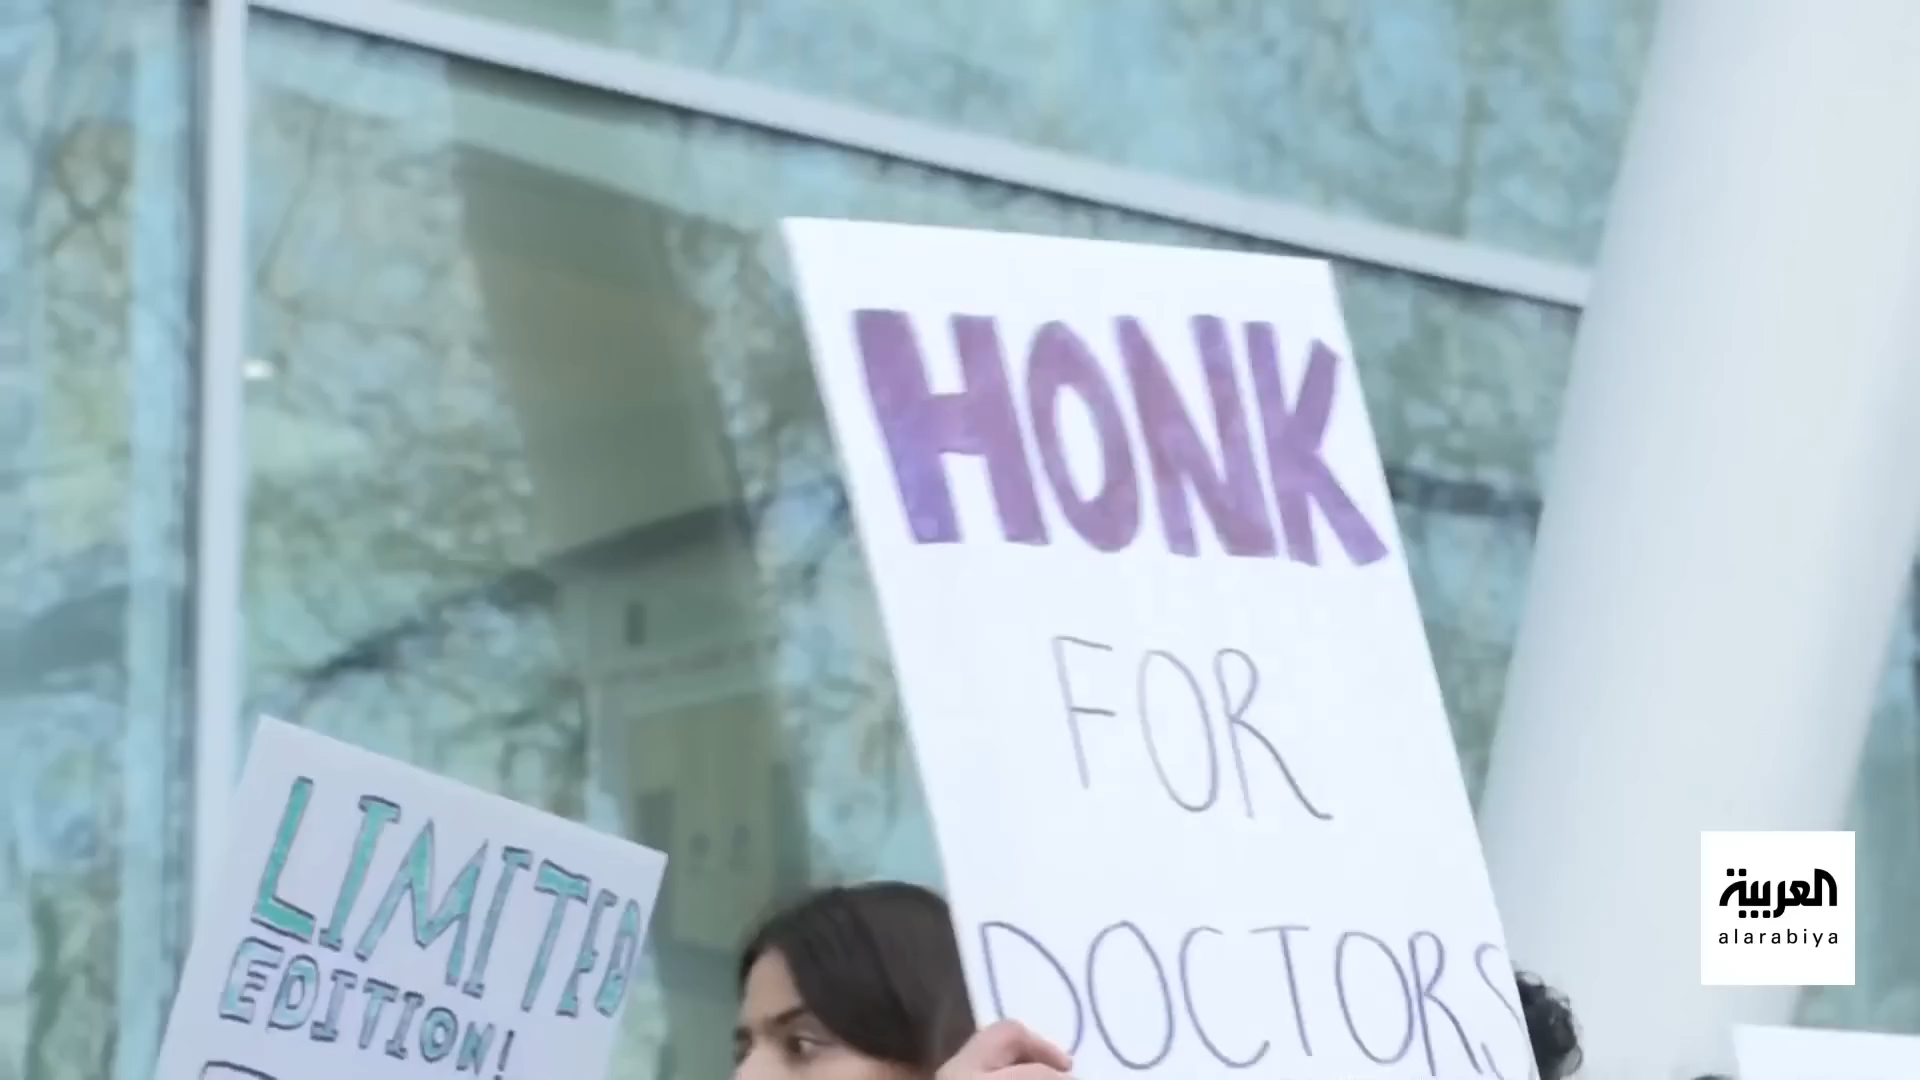 HONK
FOR
DOCTORS
LIMITED
EDITION!
العربية
alarabiya